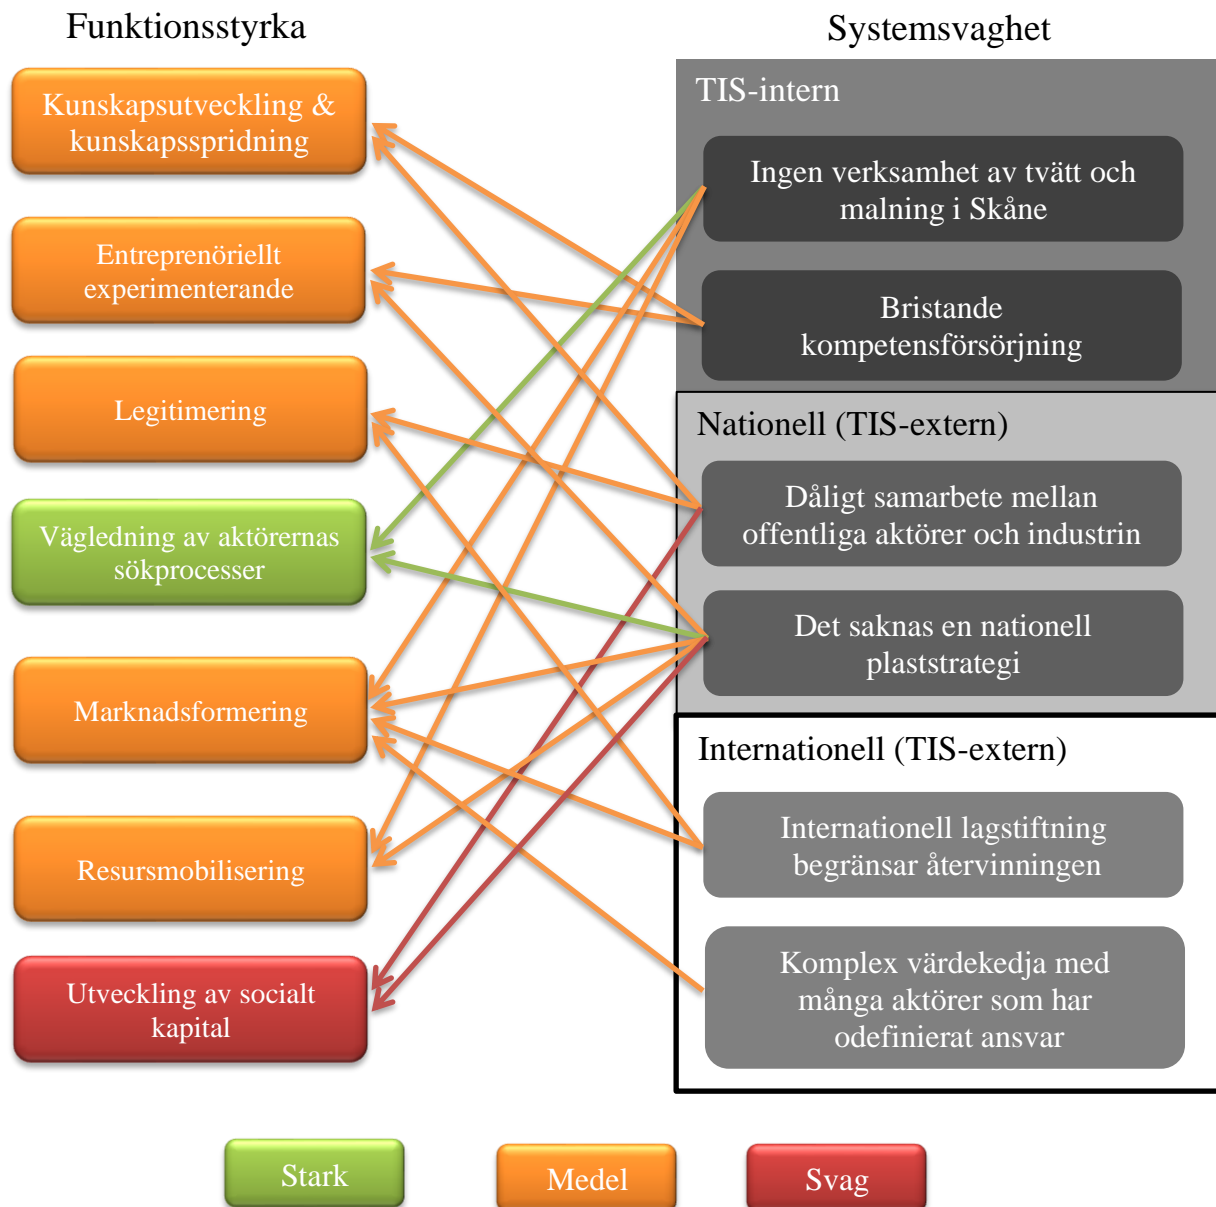 Funktionsstyrka
Kunskapsutveckling &
kunskapsspridning
Entreprenöriellt
experimenterande
Legitimering
Vägledning av aktörernas
sökprocesser
Marknadsformering
Resursmobilisering
Utveckling av socialt
kapital
Systemsvaghet
TIS-intern
Ingen verksamhet av tvätt och
malning i Skåne
Bristande
kompetensförsörjning
Nationell (TIS-extern)
Dåligt samarbete mellan
offentliga aktörer och industrin
Det saknas en nationell
plaststrategi
Internationell (TIS-extern)
Internationell lagstiftning
begränsar återvinningen
Komplex värdekedja med
många aktörer som har
odefinierat ansvar
Stark
Medel
Svag